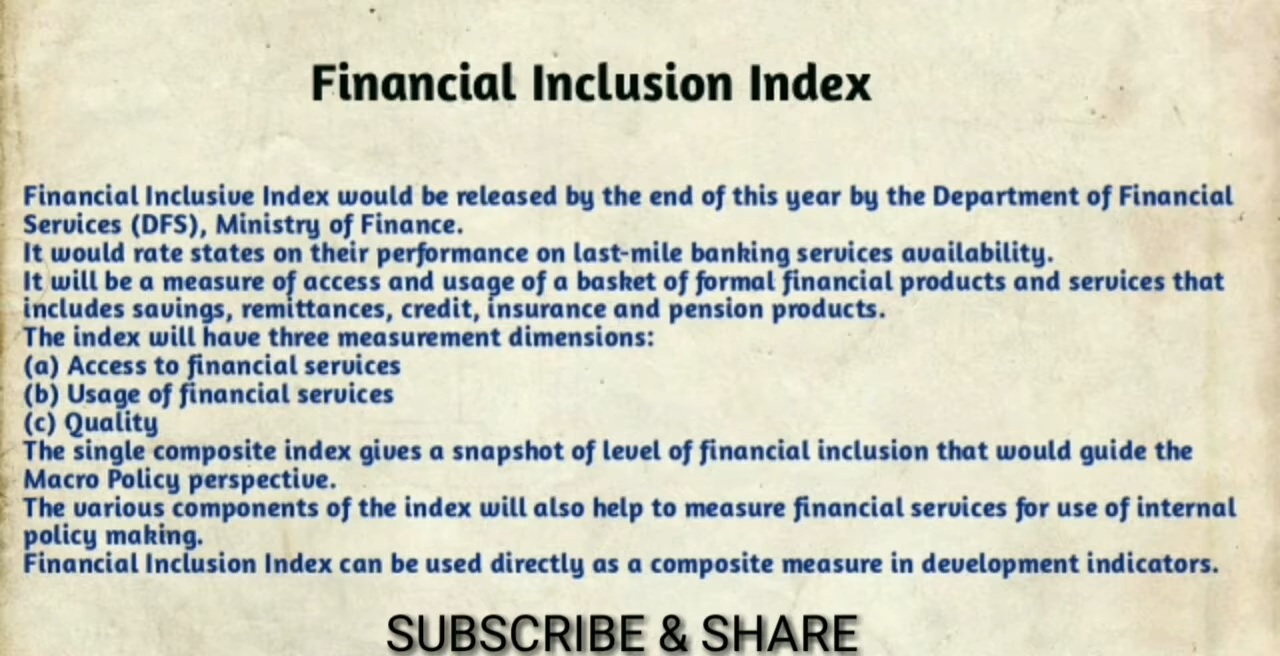 Financial Inclusion Index
Financial Inclusive Index would be released by the end of this year by the Department of Financial
Services (DFS), Ministry of Finance.
It would rate states on their performance on last-mile banking services availability.
It will be a measure of access and usage of a basket of formal financial products and services that
includes savings, remittances, credit, insurance and pension products.
The index will have three measurement dimensions:
(a) Access to financial services
(b) Usage of financial services
(c) Quality
The single composite index gives a snapshot of level of financial inclusion that would guide the
Macro Policy perspective.
The various components of the index will also help to measure financial services for use of internal
policy making.
Financial Inclusion Index can be used directly as a composite measure in development indicators.
SUBSCRIBE & SHARE